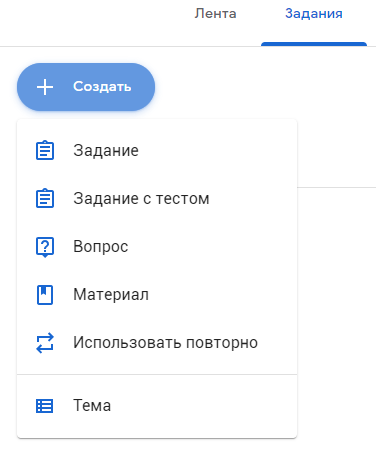 Лента Задания
Создать
Задание
Задание с тестом
Вопрос
Материал
Использовать повторно
Тема